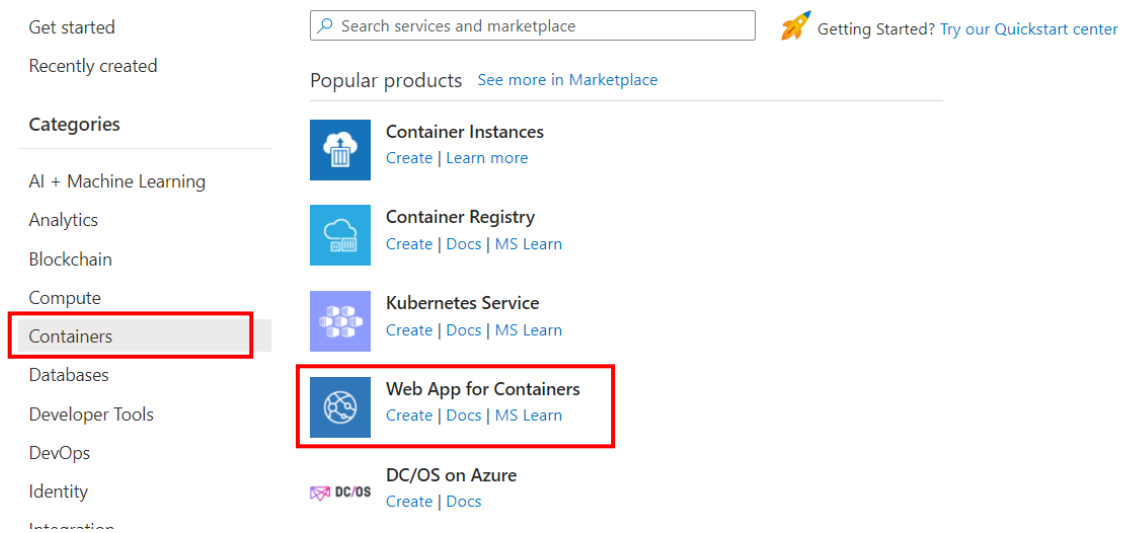 Get started
Recently created
Categories
AI + Machine Learning
Analytics
Blockchain
Compute
Containers
Databases
Developer Tools
DevOps
Identity
Integration
Search services and marketplace
Getting Started? Try our Quickstart center
Popular products See more in Marketplace
Container Instances
Create | Learn more
Container Registry
Create | Docs | MS Learn
Kubernetes Service
Create | Docs | MS Learn
Web App for Containers
Create | Docs | MS Learn
DC/OS
DC/OS on Azure
Create | Docs